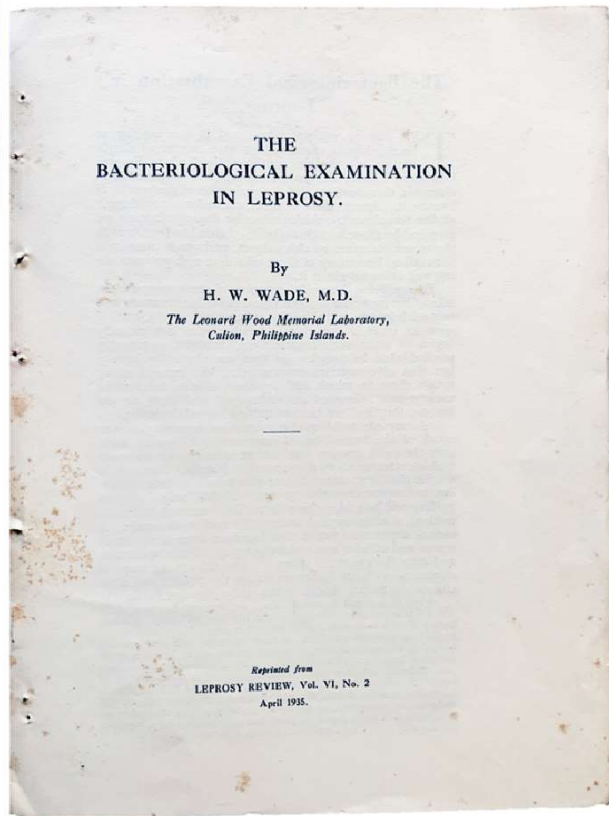 THE
BACTERIOLOGICAL EXAMINATION
IN LEPROSY.
By
H. W. WADE, M.D.
The Leonard Wood Memorial Laboratory,
Culion, Philippine Islands.
Reprinted from
LEPROSY REVIEW, Vol. VI, No. 2
April 1935.